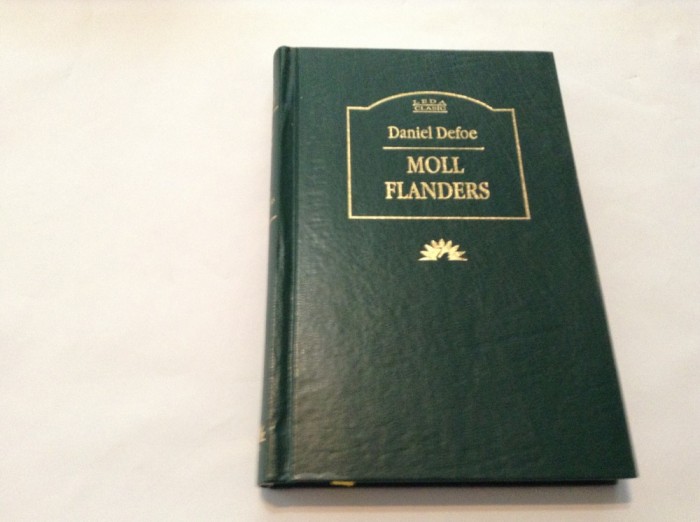 LEDA
CLASIC
Daniel Defoe
MOLL
FLANDERS